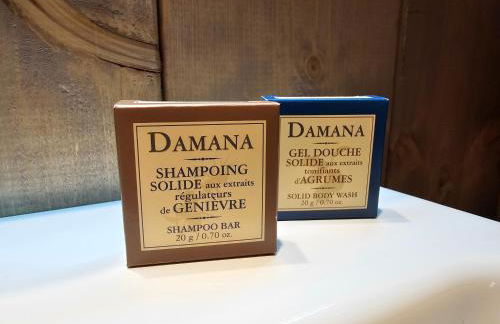 DAMANA
SHAMPOING
SOLIDE aux extraits
régulateurs
de GENIEVRE
SHAMPOO BAR
20 g / 0.70 oz.
DAMANA
GEL DOUCHE
SOLIDE aux extraits
tonifiants
d'AGRUMES
SOLID BODY WASH
20 g / 0.70 oz.